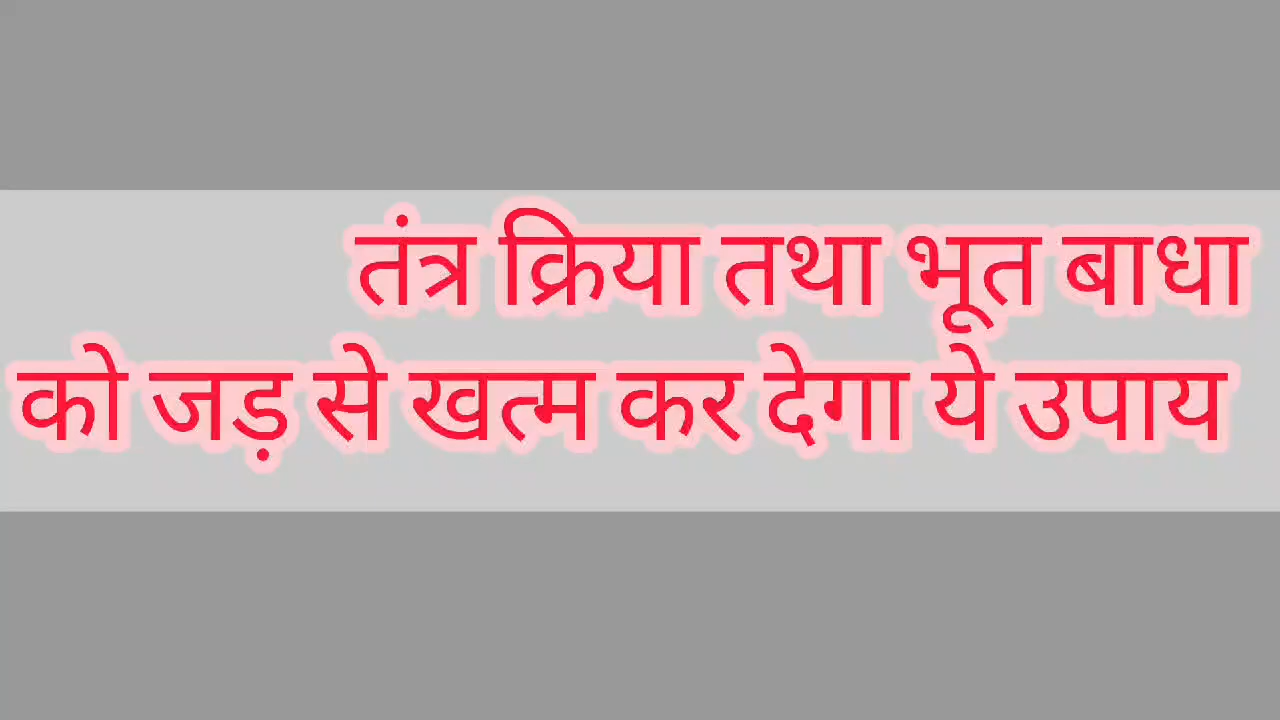 तंत्र क्रिया तथा भूत बाधा
को जड़ से खत्म कर देगा ये उपाय